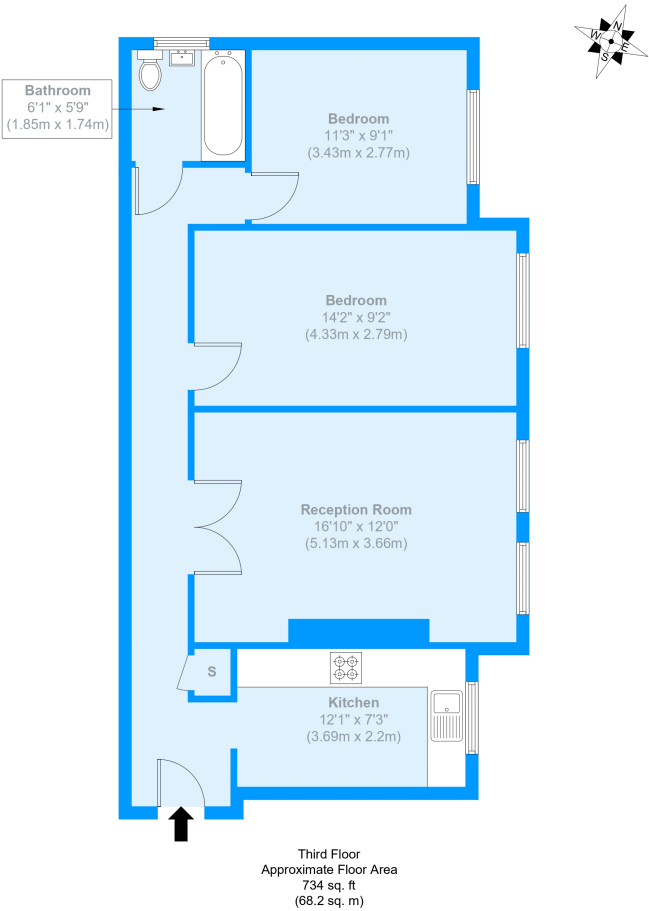 N
W
E
S
Bathroom
6'1" x 5'9"
(1.85m x 1.74m)
Bedroom
11'3" x 9'1"
(3.43m x 2.77m)
Bedroom
14'2" x 9'2"
(4.33m x 2.79m)
Reception Room
16'10" x 12'0"
(5.13m x 3.66m)
S
Kitchen
12'1" x 7'3"
(3.69m x 2.2m)
Third Floor
Approximate Floor Area
734 sq. ft
(68.2 sq. m)